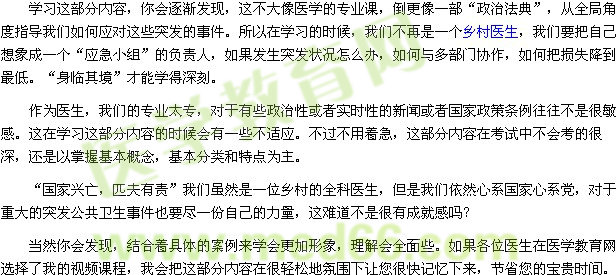 学习这部分内容，你会逐渐发现，这不大像医学的专业课，倒更像一部“政治法典”，从全局角
度指导我们如何应对这些突发的事件。所以在学习的时候，我们不再是一个乡村医生，我们要把自己
想象成一个“应急小组”的负责人，如果发生突发状况怎么办，如何与多部门协作，如何把损失降到
最低。“身临其境”才能学得深刻。
作为医生，我们的专业太专，对于有些政治性或者实时性的新闻或者国家政策条例往往不是很敏
感。这在学习这部分内容的时候会有一些不适应。不过不用着急，这部分内容在考试中不会考的很
深，还是以掌握基本概念，基本分类和特点为主。
“国家兴亡，匹夫有责”我们虽然是一位乡村的全科医生，但是我们依然心系国家心系党，对于
重大的突发公共卫生事件也要尽一份自己的力量，这难道不是很有成就感吗？
当然你会发现，结合着具体的案例来学会更加形象，理解会全面些。如果各位医生在医学教育网
选择了我的视频课程，我会把这部分内容在很轻松地氛围下让您很快记忆下来，节省您的宝贵时间。
医学教育网
www.med66.com